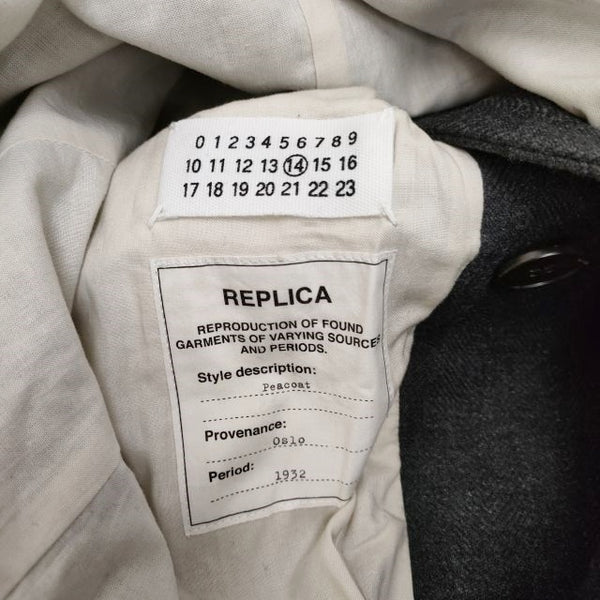 0 1 2 3 4 5 6 7 8 9
10 11 12 13 14 15 16
17 18 19 20 21 22 23
REPLICA
REPRODUCTION OF FOUND
GARMENTS OF VARYING SOURCES
AND PERIODS.
Style description:
Peacoat
Provenance:
Oslo
Period:
1932